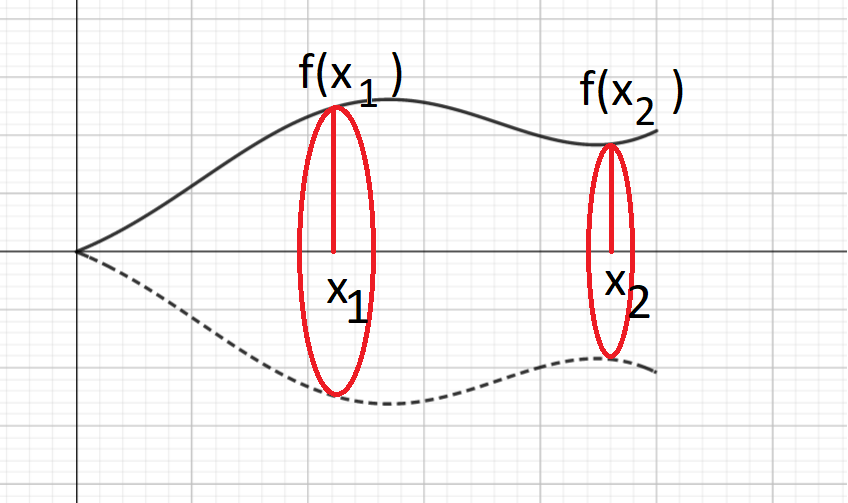 f(x₁)
f(x₂)
x₁
x₂